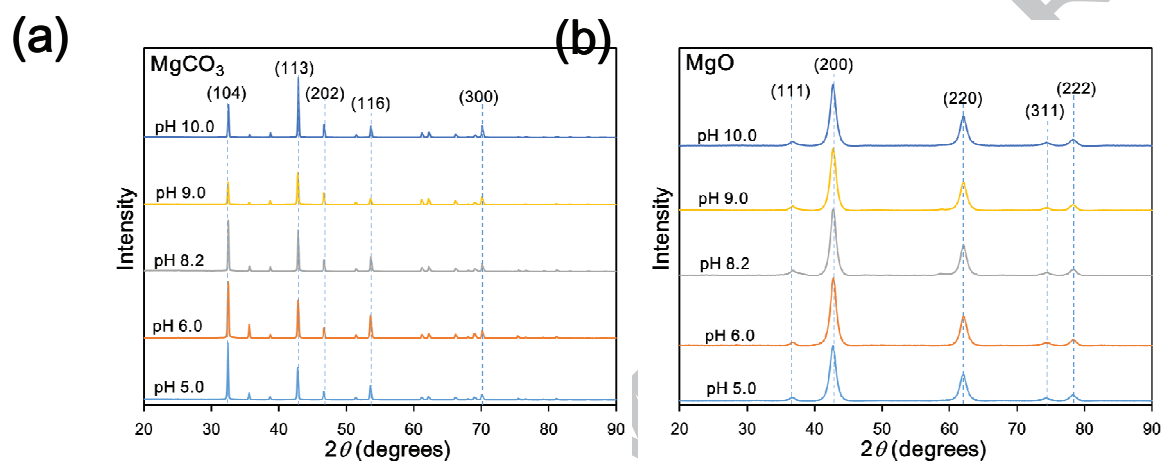 (a)
MgCO₃
(104)
(113)
(202)
(116)
(300)
pH 10.0
pH 9.0
pH 8.2
pH 6.0
pH 5.0
Intensity
20 30 40 50 60 70 80 90
2θ (degrees)
(b)
MgO
(111)
(200)
(220)
(311)
(222)
pH 10.0
pH 9.0
pH 8.2
pH 6.0
pH 5.0
Intensity
20 30 40 50 60 70 80 90
2θ (degrees)